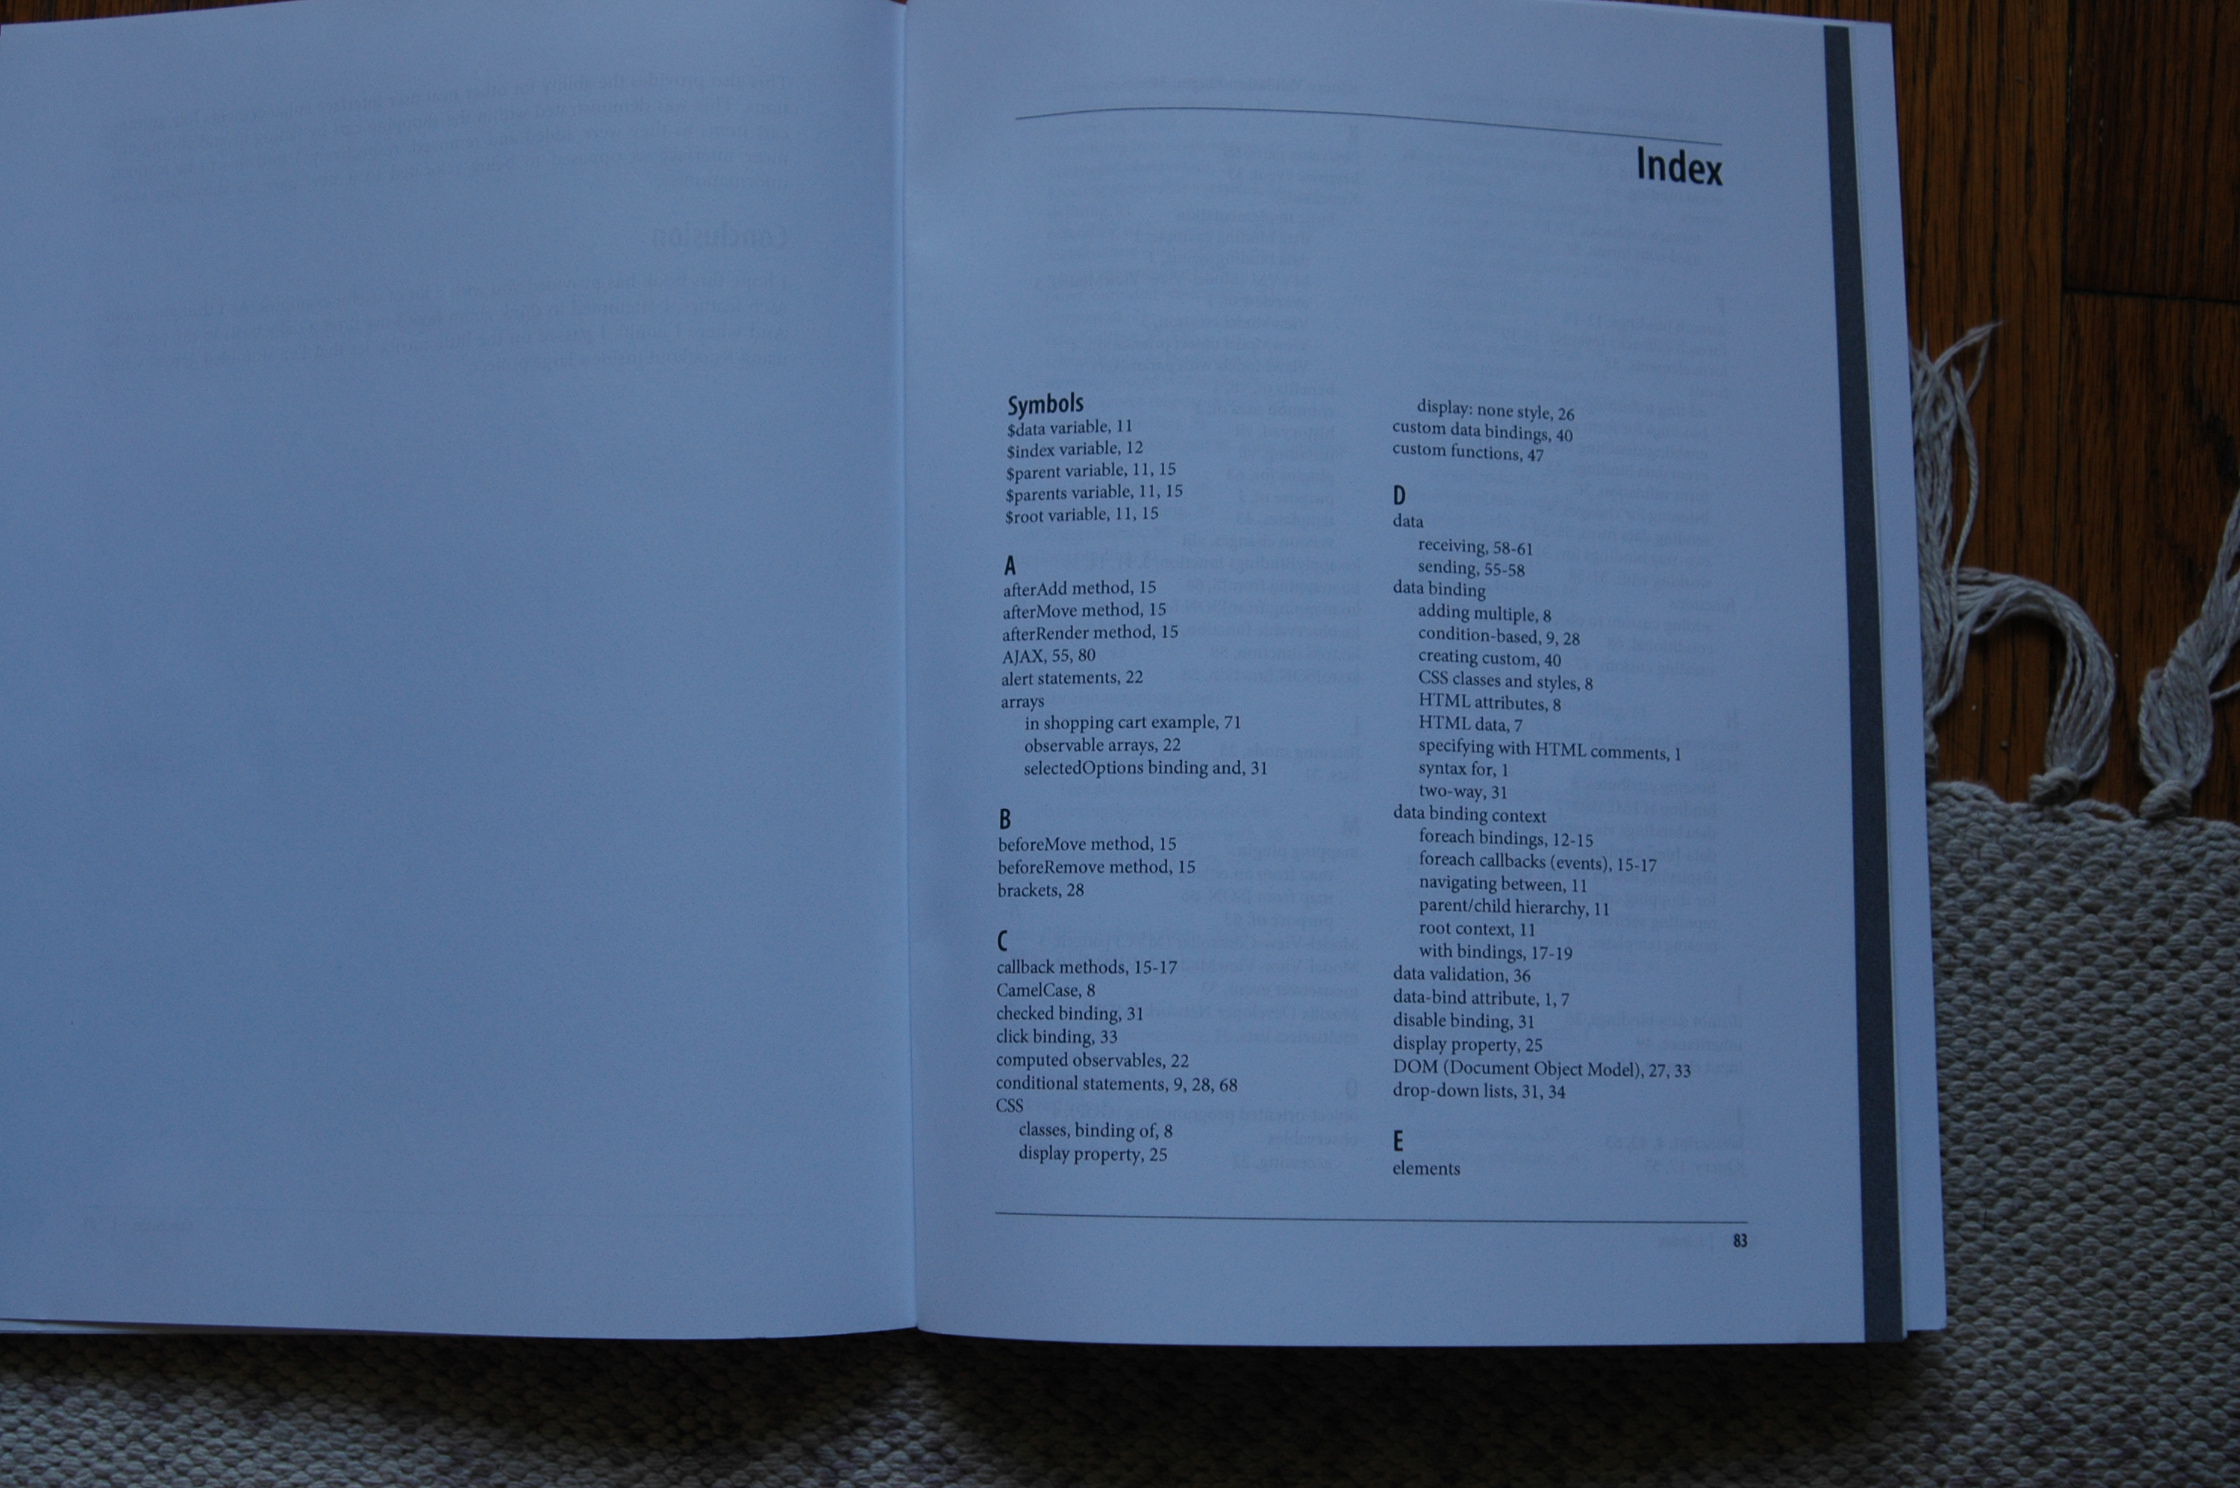 Index
Symbols
$data variable, 11
$index variable, 12
$parent variable, 11, 15
$parents variable, 11, 15
$root variable, 11, 15
A
afterAdd method, 15
afterMove method, 15
afterRender method, 15
AJAX, 55, 80
alert statements, 22
arrays
in shopping cart example, 71
observable arrays, 22
selectedOptions binding and, 31
B
beforeMove method, 15
beforeRemove method, 15
brackets, 28
C
callback methods, 15-17
CamelCase, 8
checked binding, 31
click binding, 33
computed observables, 22
conditional statements, 9, 28, 68
CSS
classes, binding of, 8
display property, 25
display: none style, 26
custom data bindings, 40
custom functions, 47
D
data
receiving, 58-61
sending, 55-58
data binding
adding multiple, 8
condition-based, 9, 28
creating custom, 40
CSS classes and styles, 8
HTML attributes, 8
HTML data, 7
specifying with HTML comments, 1
syntax for, 1
two-way, 31
data binding context
foreach bindings, 12-15
foreach callbacks (events), 15-17
navigating between, 11
parent/child hierarchy, 11
root context, 11
with bindings, 17-19
data validation, 36
data-bind attribute, 1, 7
disable binding, 31
display property, 25
DOM (Document Object Model), 27, 33
drop-down lists, 31, 34
E
elements
83